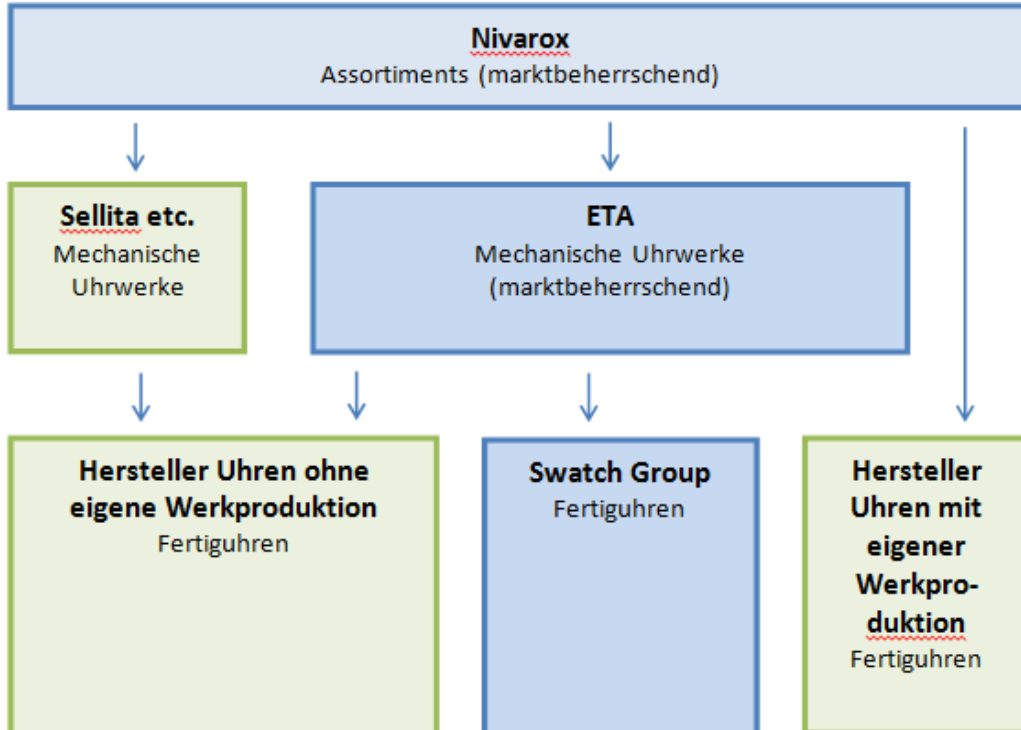 Nivarox
Assortiments (marktbeherrschend)
Sellita etc.
Mechanische
Uhrwerke
ETA
Mechanische Uhrwerke
(marktbeherrschend)
Hersteller Uhren ohne
eigene Werkproduktion
Fertiguhren
Swatch Group
Fertiguhren
Hersteller
Uhren mit
eigener
Werkpro-
duktion
Fertiguhren